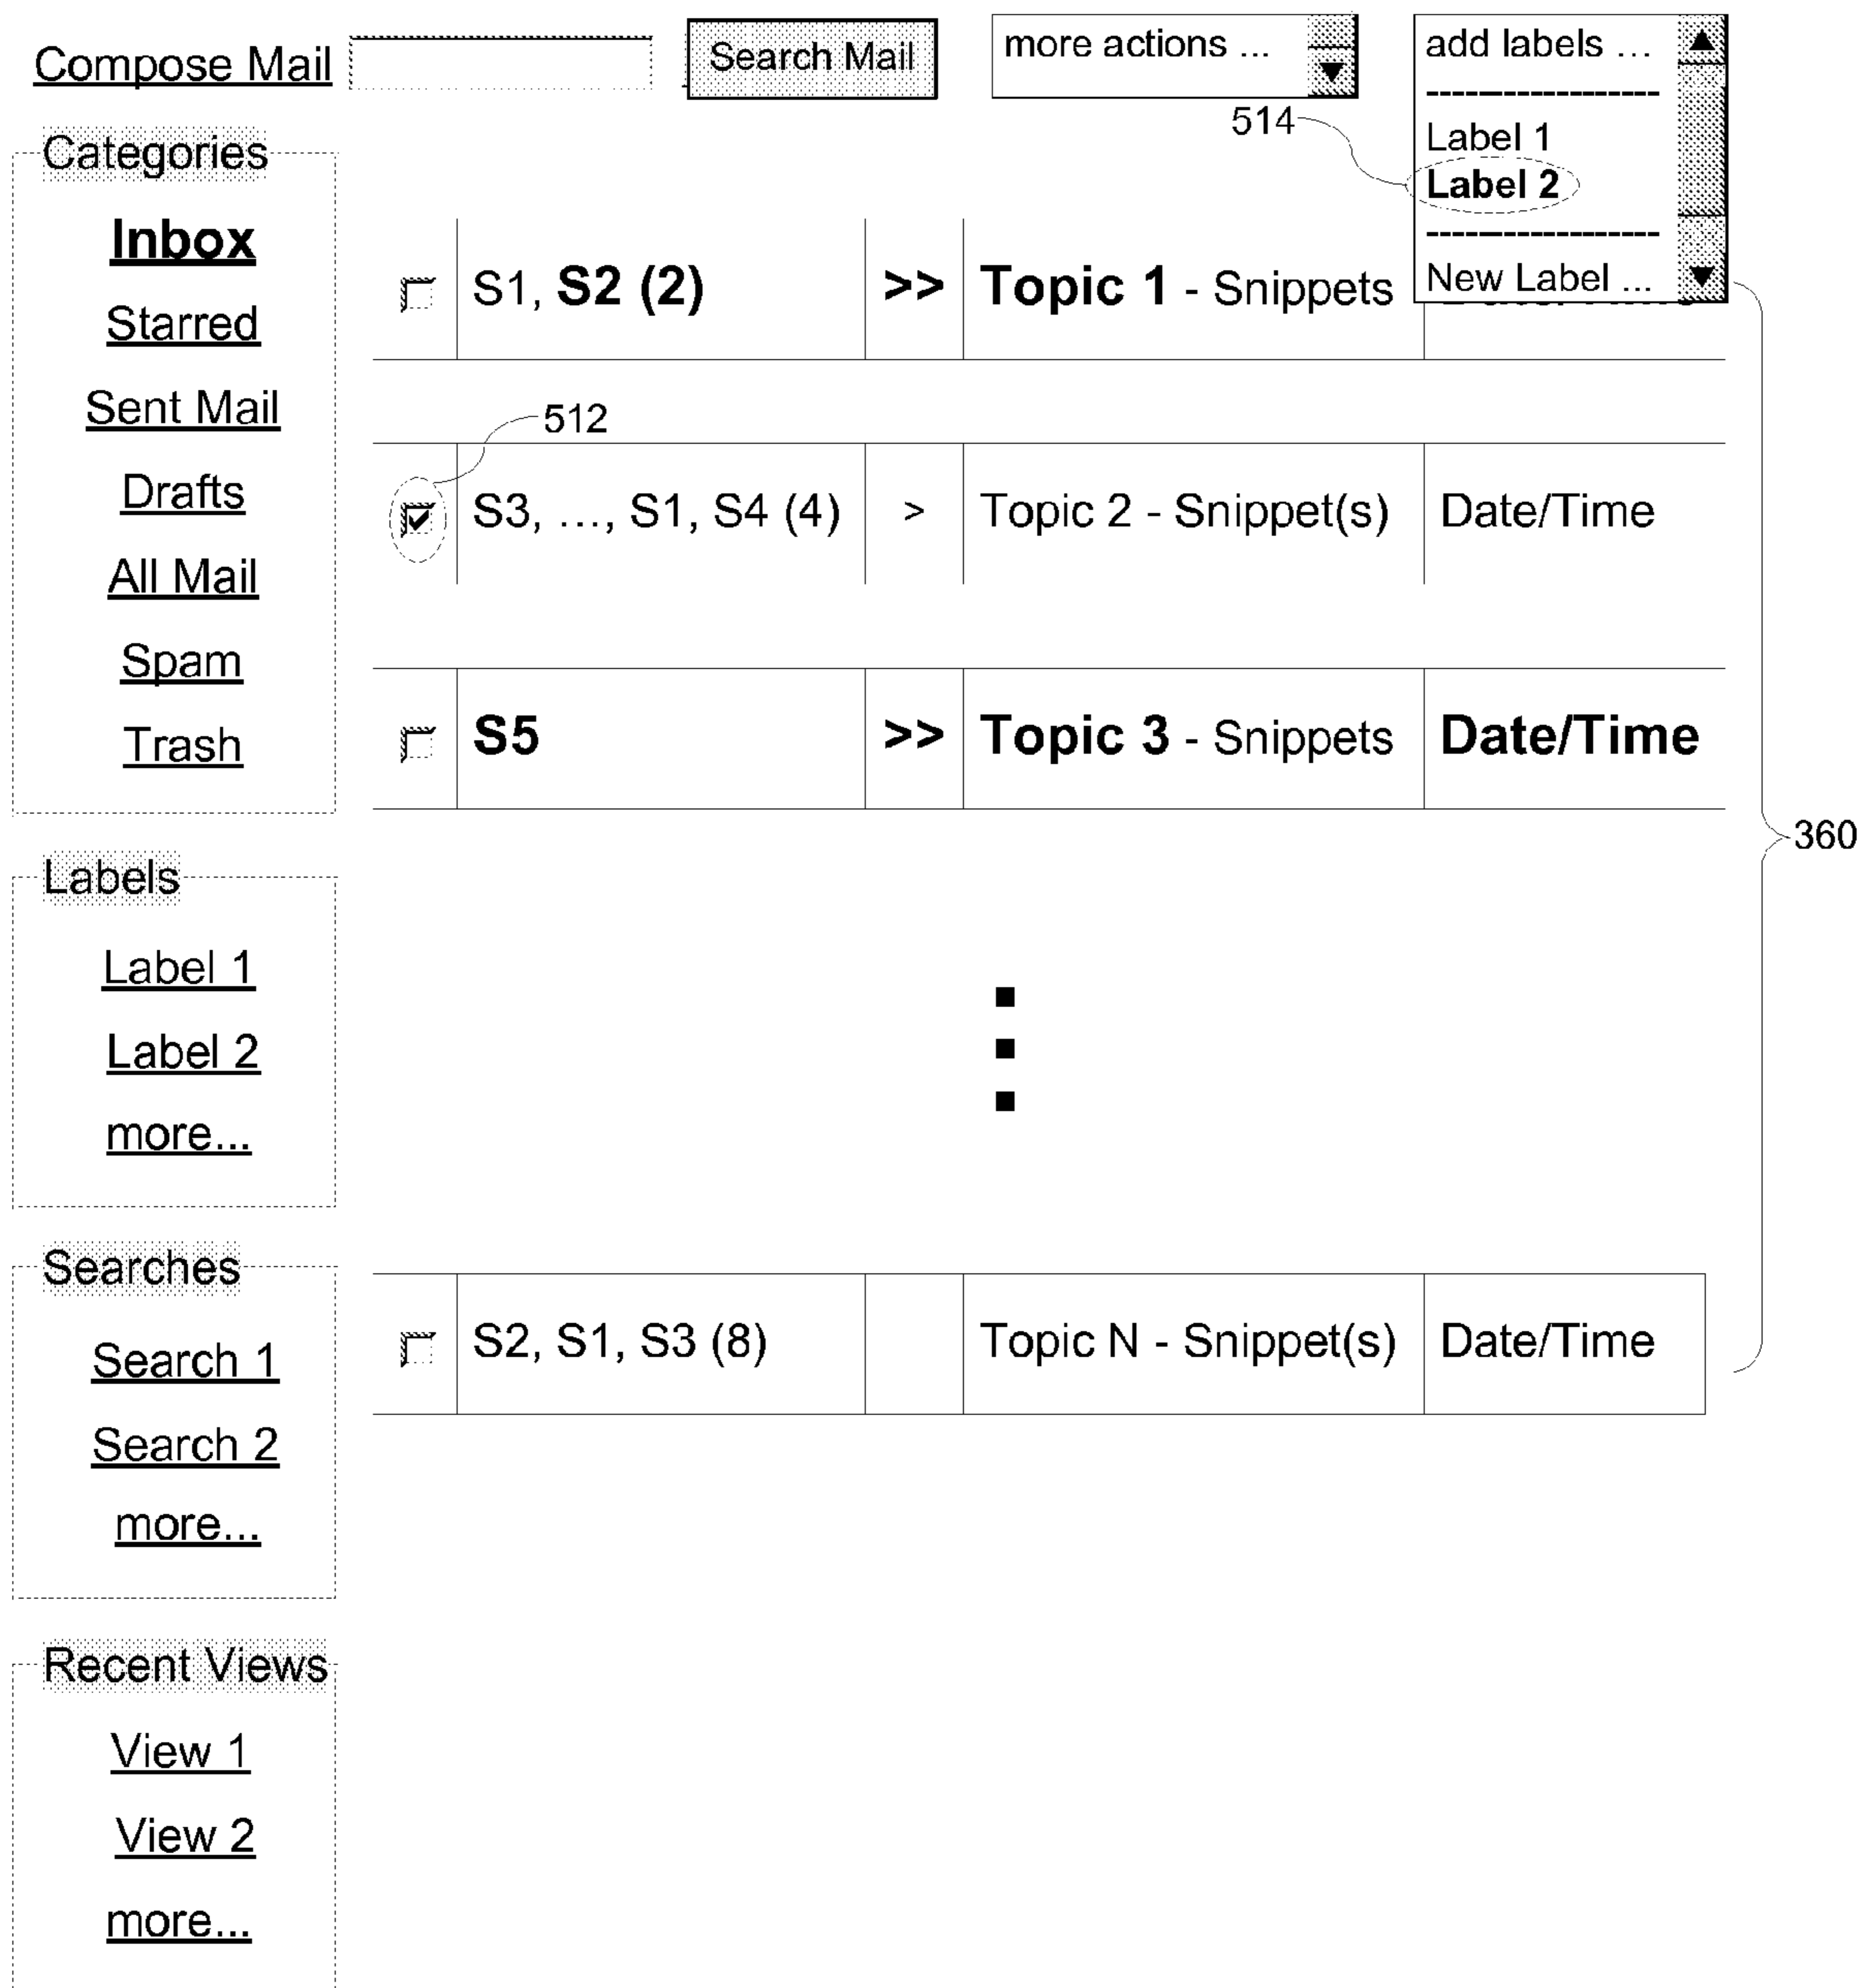 Compose Mail
Search Mail
more actions ...
add labels ...
Label 1
Label 2
New Label ...
514
Categories
Inbox
Starred
Sent Mail
Drafts
All Mail
Spam
Trash
S1, S2 (2) >> Topic 1 - Snippets
512
S3, ..., S1, S4 (4) > Topic 2 - Snippet(s) Date/Time
S5 >> Topic 3 - Snippets Date/Time
360
Labels
Label 1
Label 2
more...
Searches
Search 1
Search 2
more...
S2, S1, S3 (8) Topic N - Snippet(s) Date/Time
Recent Views
View 1
View 2
more...